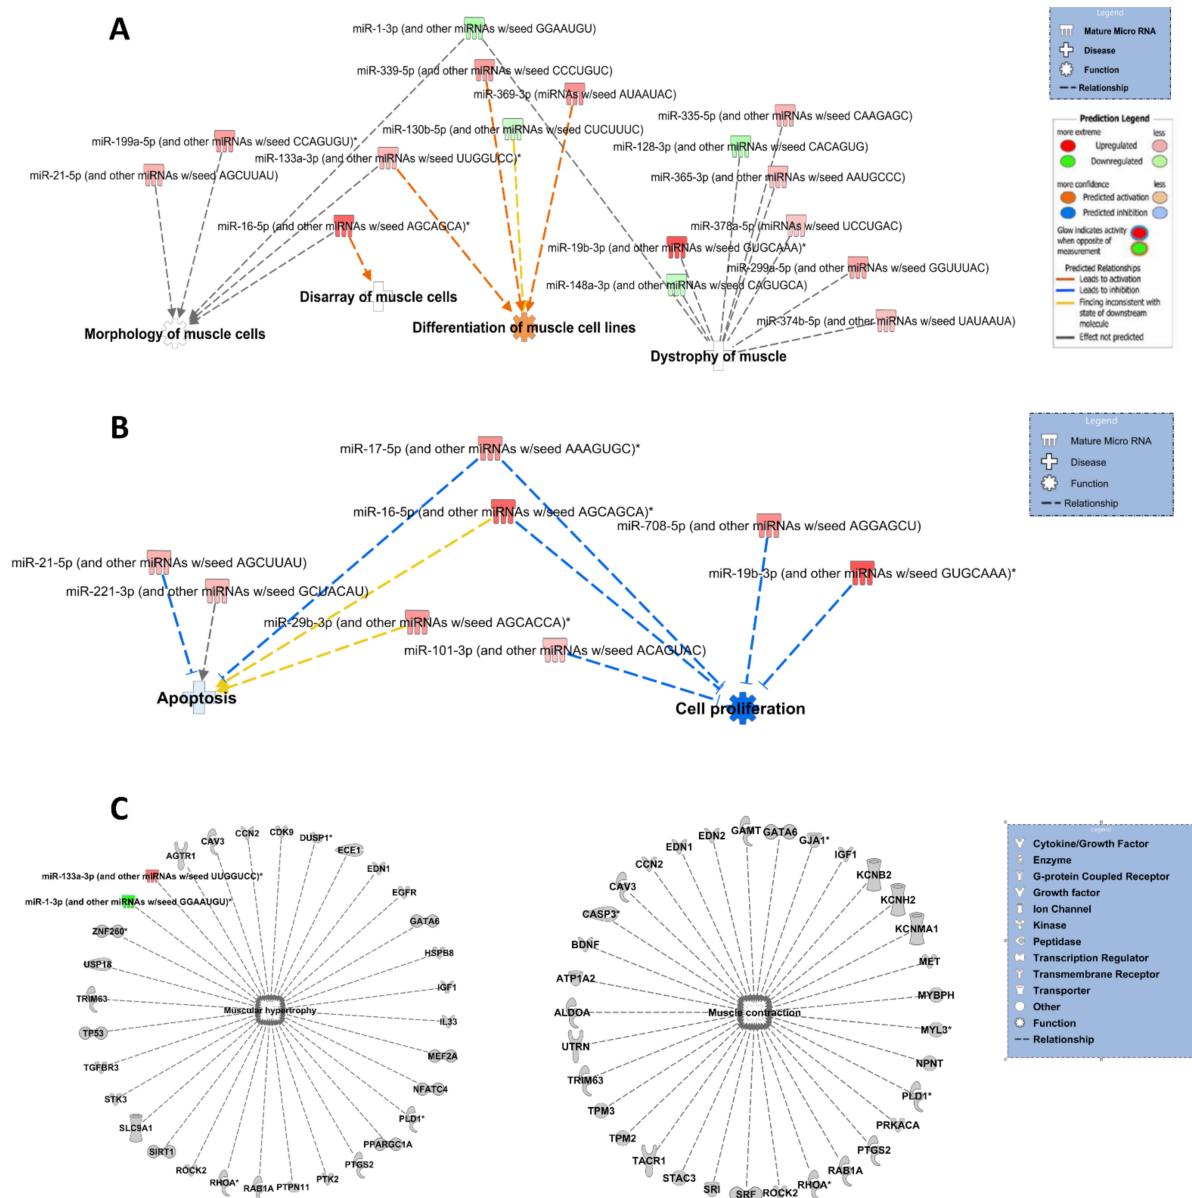 A
miR-1-3p (and other miRNAs w/seed GGAAUGU)
miR-339-5p (and other miRNAs w/seed CCCUGUC)
miR-369-3p (miRNAs w/seed AUAAUAC)
miR-130b-5p (and other miRNAs w/seed CUCUUUC)
miR-335-5p (and other miRNAs w/seed CAAGAGC)
miR-199a-5p (and other miRNAs w/seed CCAGUGU)*
miR-128-3p (and other miRNAs w/seed CACAGUG)
miR-133a-3p (and other miRNAs w/seed UUGGUCC)*
miR-21-5p (and other miRNAs w/seed AGCUUAU)
miR-365-3p (and other miRNAs w/seed AAUGCCC)
miR-16-5p (and other miRNAs w/seed AGCAGCA)*
miR-378a-5p (miRNAs w/seed UCCUGAC)
miR-19b-3p (and other miRNAs w/seed GUGCAAA)*
miR-299a-5p (and other miRNAs w/seed GGUUUAC)
miR-148a-3p (and other miRNAs w/seed CAGUGCA)
miR-374b-5p (and other miRNAs w/seed UAUAAUA)
Disarray of muscle cells
Morphology of muscle cells
Differentiation of muscle cell lines
Dystrophy of muscle
Legend
Mature Micro RNA
Disease
Function
Relationship
Prediction Legend
more extreme less
Upregulated
Downregulated
more confidence less
Predicted activation
Predicted inhibition
Glow indicates activity
when opposite of
measurement
Predicted Relationships
Leads to activation
Leads to inhibition
Finding inconsistent with
state of downstream
molecule
Effect not predicted
B
miR-17-5p (and other miRNAs w/seed AAAGUGC)*
miR-16-5p (and other miRNAs w/seed AGCAGCA)*
miR-708-5p (and other miRNAs w/seed AGGAGCU)
miR-21-5p (and other miRNAs w/seed AGCUUAU)
miR-19b-3p (and other miRNAs w/seed GUGCAAA)*
miR-221-3p (and other miRNAs w/seed GCUACAU)
miR-29b-3p (and other miRNAs w/seed AGCACCA)*
miR-101-3p (and other miRNAs w/seed ACAGUAC)
Apoptosis
Cell proliferation
Legend
Mature Micro RNA
Disease
Function
Relationship
C
miR-133a-3p (and other miRNAs w/seed UUGGUCC)*
miR-1-3p (and other miRNAs w/seed GGAAUGU)*
AGTR1
CAV3
CCN2
CDK9
DUSP1*
ECE1
EDN1
EGFR
GATA6
HSPB8
IGF1
IL33
MEF2A
NFATC4
PLD1*
PPARGC1A
PTGS2
PTK2
PTPN11
RAB1A
RHOA*
ROCK2
SIRT1
SLC9A1
STK3
TGFBR3
TP53
TRIM63
USP18
ZNF260*
Muscular hypertrophy
GAMT
GATA6
GJA1*
IGF1
KCNB2
KCNH2
KCNMA1
MET
MYBPH
MYL3*
NPNT
PLD1*
PRKACA
PTGS2
RAB1A
RHOA*
ROCK2
SRF
SRI
STAC3
TACR1
TPM2
TPM3
TRIM63
UTRN
ALDOA
ATP1A2
BDNF
CASP3*
CAV3
CCN2
EDN1
EDN2
Muscle contraction
Legend
Cytokine/Growth Factor
Enzyme
G-protein Coupled Receptor
Growth factor
Ion Channel
Kinase
Peptidase
Transcription Regulator
Transmembrane Receptor
Transporter
Other
Function
Relationship